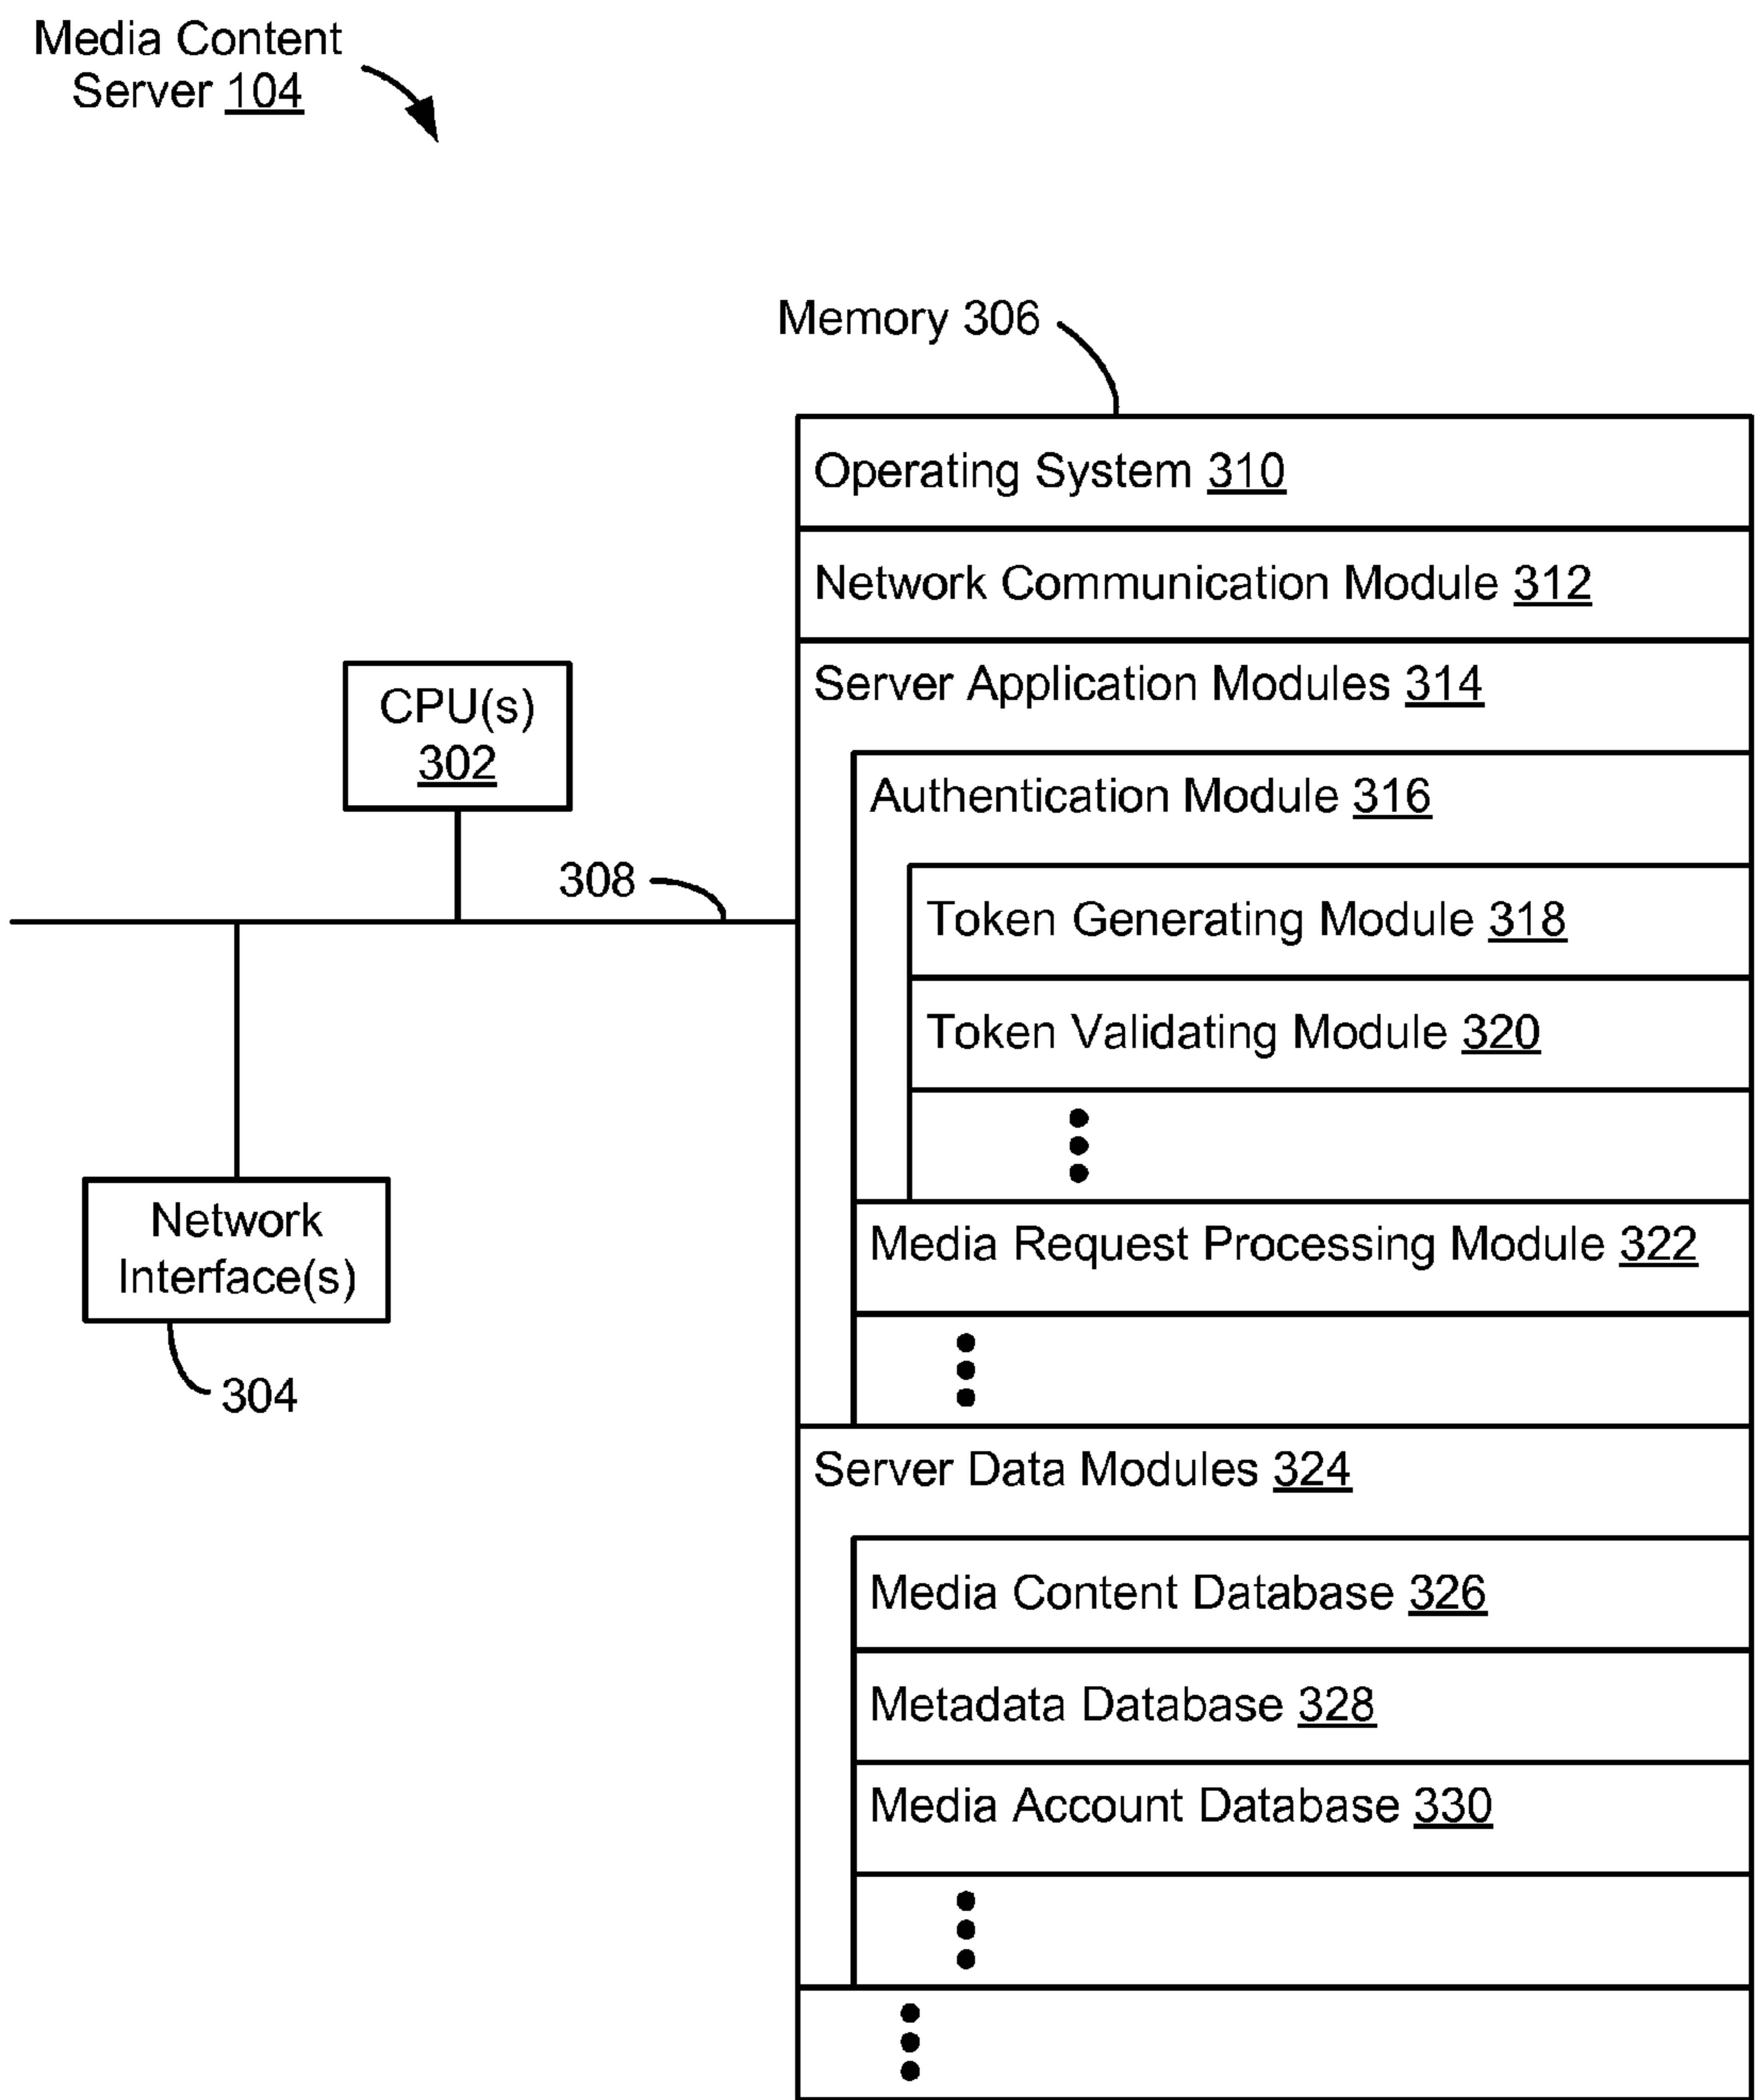 Media Content
Server 104
Memory 306
Operating System 310
Network Communication Module 312
Server Application Modules 314
CPU(s)
302
Authentication Module 316
308
Token Generating Module 318
Token Validating Module 320
Network
Interface(s)
304
Media Request Processing Module 322
Server Data Modules 324
Media Content Database 326
Metadata Database 328
Media Account Database 330